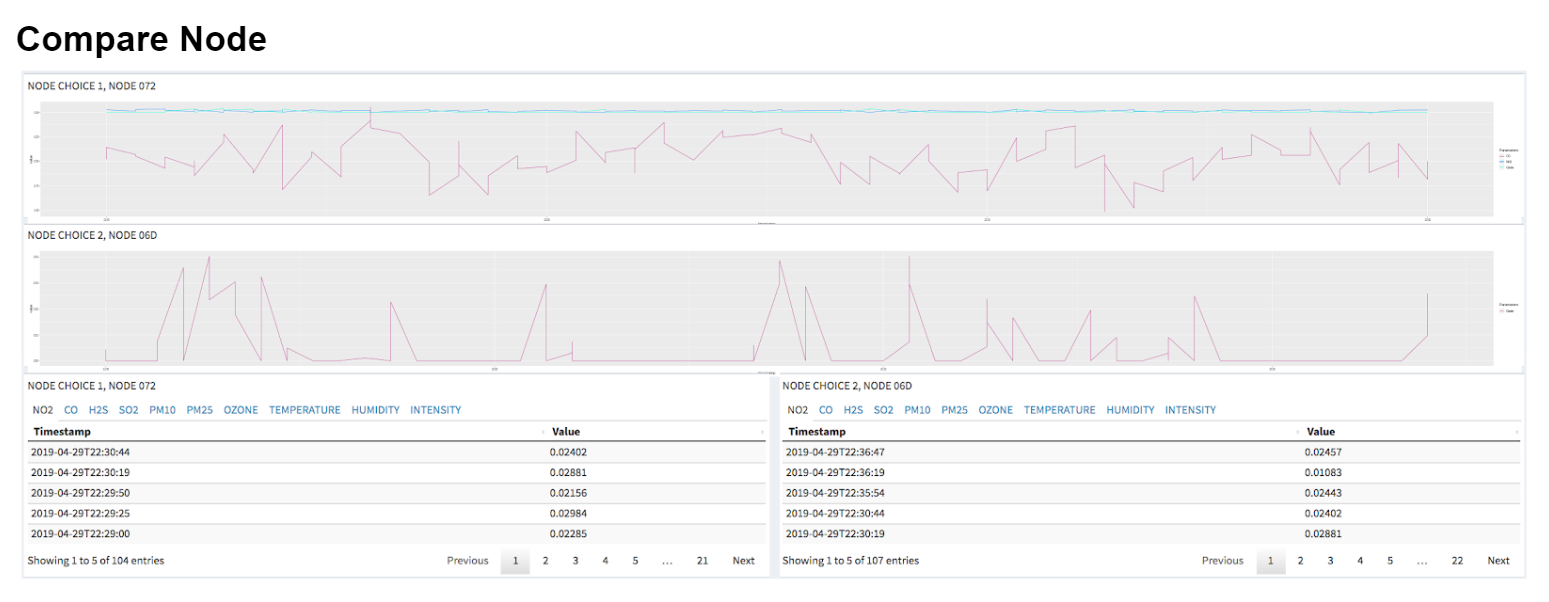 Compare Node
NODE CHOICE 1, NODE 072
NODE CHOICE 2, NODE 06D
NODE CHOICE 1, NODE 072
NO2 CO H2S SO2 PM10 PM25 OZONE TEMPERATURE HUMIDITY INTENSITY
Timestamp Value
2019-04-29T22:30:44 0.02402
2019-04-29T22:30:19 0.02881
2019-04-29T22:29:50 0.02156
2019-04-29T22:29:25 0.02984
2019-04-29T22:29:00 0.02285
Showing 1 to 5 of 104 entries Previous 1 2 3 4 5 ... 21 Next
NODE CHOICE 2, NODE 06D
NO2 CO H2S SO2 PM10 PM25 OZONE TEMPERATURE HUMIDITY INTENSITY
Timestamp Value
2019-04-29T22:36:47 0.02457
2019-04-29T22:36:19 0.01083
2019-04-29T22:35:54 0.02443
2019-04-29T22:30:44 0.02402
2019-04-29T22:30:19 0.02881
Showing 1 to 5 of 107 entries Previous 1 2 3 4 5 ... 22 Next